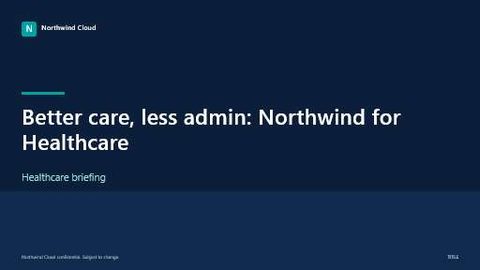 N Northwind Cloud
Better care, less admin: Northwind for
Healthcare
Healthcare briefing
Northwind Cloud confidential. Subject to change.
TITLE